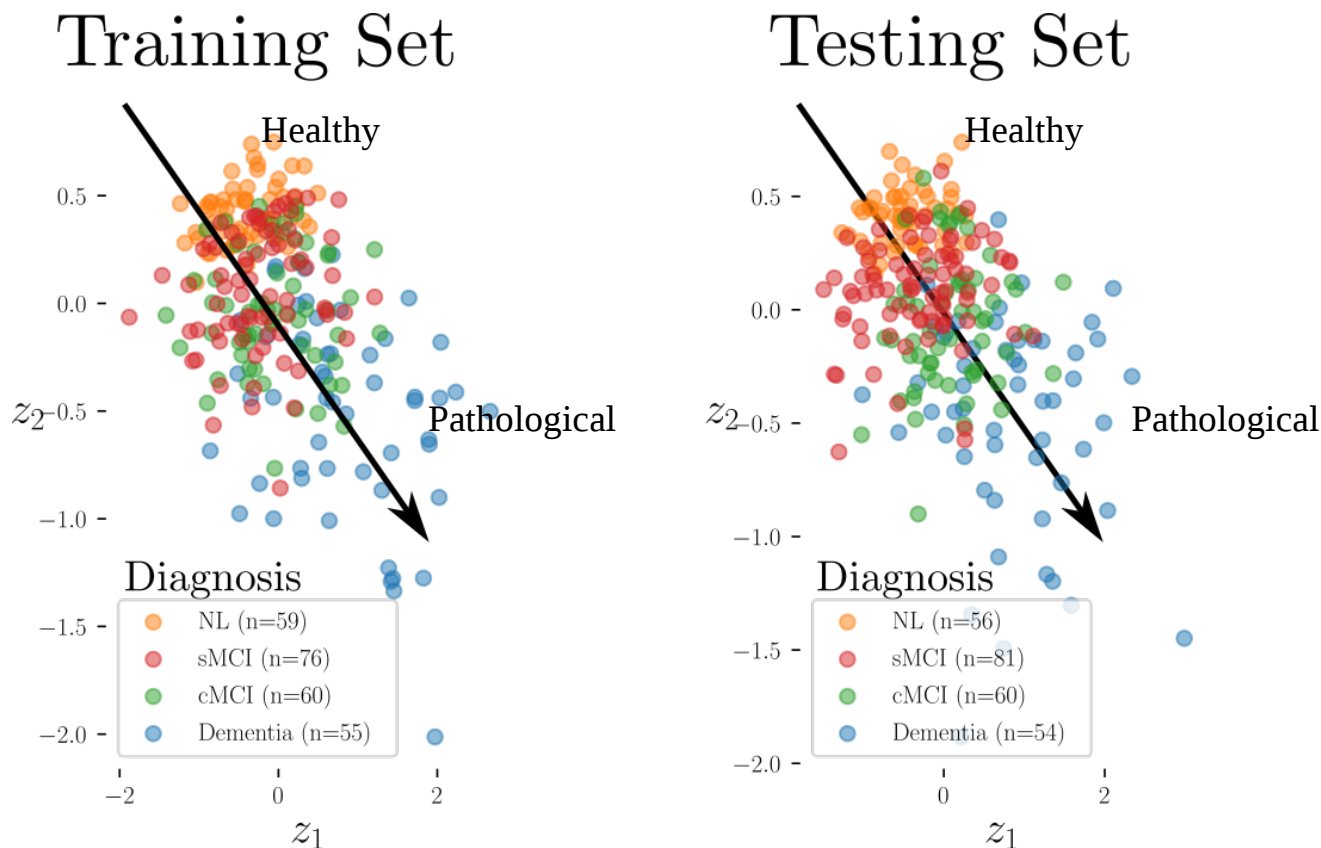 Training Set
Healthy
0.5
0.0
z2
−0.5
Pathological
−1.0
Diagnosis
−1.5
NL (n=59)
sMCI (n=76)
cMCI (n=60)
Dementia (n=55)
−2.0
−2
0
2
z1
Testing Set
Healthy
0.5
0.0
z2
−0.5
Pathological
−1.0
Diagnosis
−1.5
NL (n=56)
sMCI (n=81)
cMCI (n=60)
Dementia (n=54)
−2.0
0
2
z1